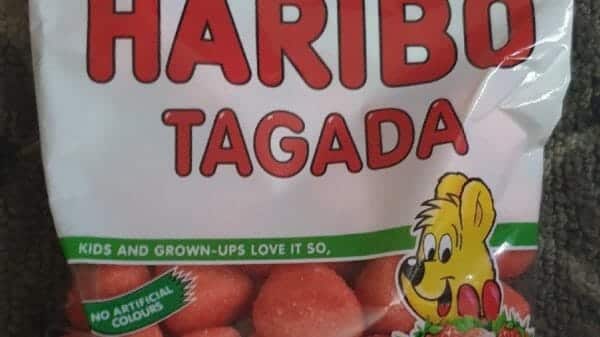 HARIBO
TAGADA
KIDS AND GROWN-UPS LOVE IT SO,
NO ARTIFICIAL
COLOURS